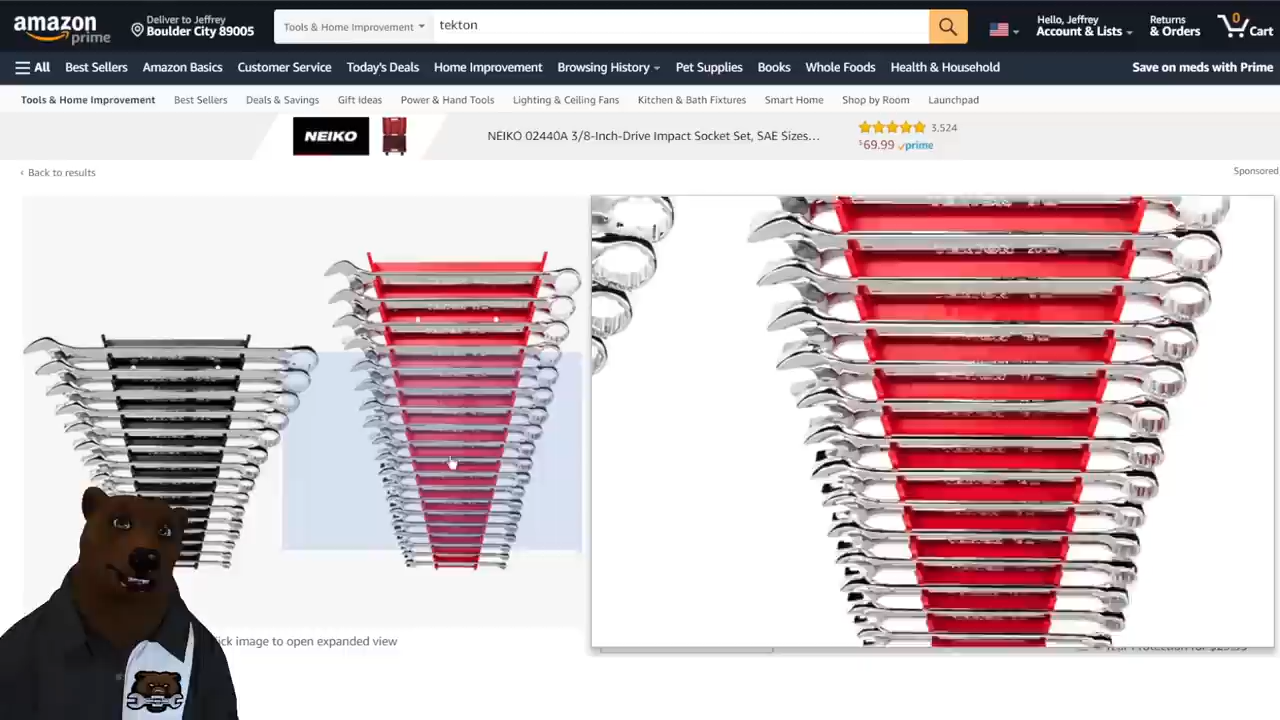 amazon
prime
Deliver to Jeffrey
Boulder City 89005
Tools & Home Improvement
tekton
Hello, Jeffrey
Account & Lists
Returns
& Orders
0
Cart
All
Best Sellers
Amazon Basics
Customer Service
Today's Deals
Home Improvement
Browsing History
Pet Supplies
Books
Whole Foods
Health & Household
Save on meds with Prime
Tools & Home Improvement
Best Sellers
Deals & Savings
Gift Ideas
Power & Hand Tools
Lighting & Ceiling Fans
Kitchen & Bath Fixtures
Smart Home
Shop by Room
Launchpad
NEIKO
NEIKO 02440A 3/8-Inch-Drive Impact Socket Set, SAE Sizes...
3,524
$69.99 prime
‹ Back to results
Sponsored
ick image to open expanded view